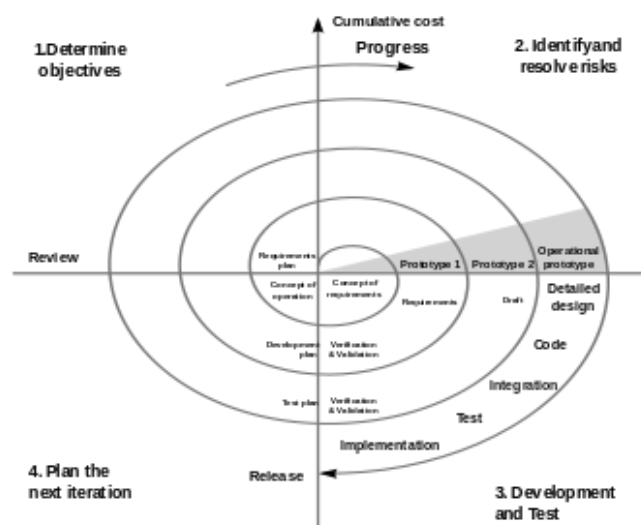 Cumulative cost
Progress
1.Determine
objectives
2. Identify and
resolve risks
Review
Requirements
plan
Prototype 1
Prototype 2
Operational
prototype
Concept of
operation
Concept of
requirements
Requirements
Draft
Detailed
design
Development
plan
Verification
& Validation
Code
Integration
Test plan
Verification
& Validation
Test
Implementation
Release
4. Plan the
next iteration
3. Development
and Test